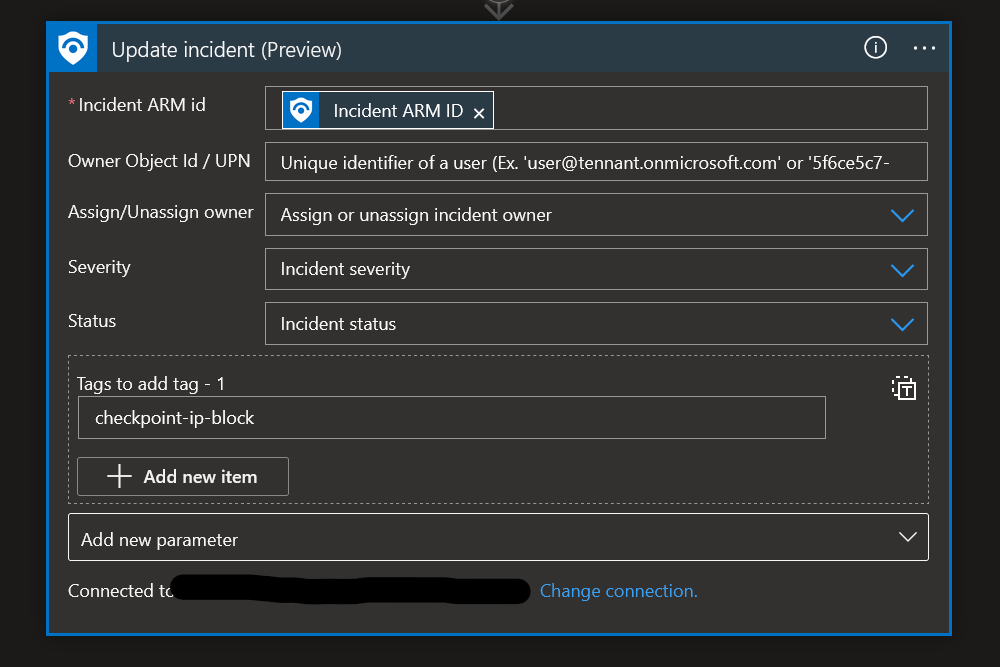 Update incident (Preview)
* Incident ARM id
Incident ARM ID
Owner Object Id / UPN
Unique identifier of a user (Ex. 'user@tennant.onmicrosoft.com' or '5f6ce5c7-
Assign/Unassign owner
Assign or unassign incident owner
Severity
Incident severity
Status
Incident status
Tags to add tag - 1
T
checkpoint-ip-block
Add new item
Add new parameter
Connected to
Change connection.